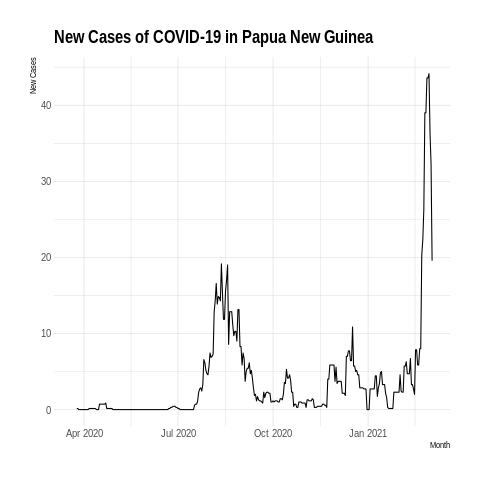 New Cases of COVID-19 in Papua New Guinea
New Cases
40
30
20
10
0
Apr 2020 Jul 2020 Oct 2020 Jan 2021
Month